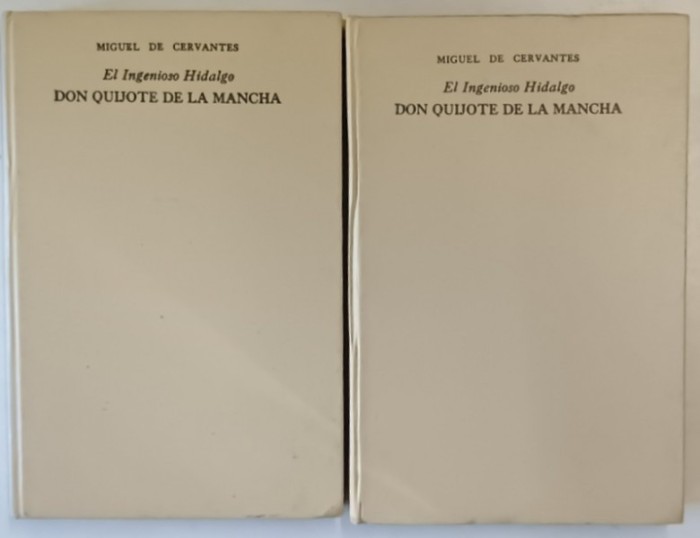 MIGUEL DE CERVANTES
El Ingenioso Hidalgo
DON QUIJOTE DE LA MANCHA
MIGUEL DE CERVANTES
El Ingenioso Hidalgo
DON QUIJOTE DE LA MANCHA